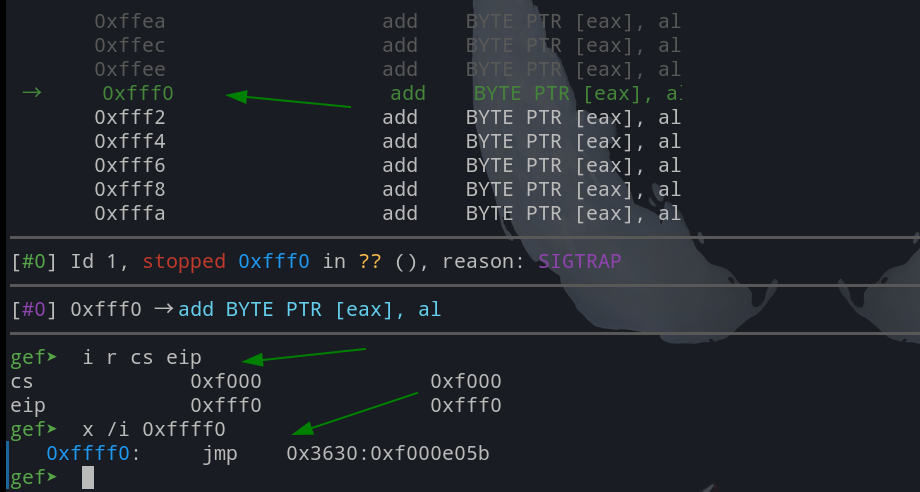 0xffea add BYTE PTR [eax], al
0xffec add BYTE PTR [eax], al
0xffee add BYTE PTR [eax], al
→ 0xfff0 add BYTE PTR [eax], al
0xfff2 add BYTE PTR [eax], al
0xfff4 add BYTE PTR [eax], al
0xfff6 add BYTE PTR [eax], al
0xfff8 add BYTE PTR [eax], al
0xfffa add BYTE PTR [eax], al
[#0] Id 1, stopped 0xfff0 in ?? (), reason: SIGTRAP
[#0] 0xfff0 → add BYTE PTR [eax], al
gef➤ i r cs eip
cs 0xf000 0xf000
eip 0xfff0 0xfff0
gef➤ x /i 0xffff0
0xffff0: jmp 0x3630:0xf000e05b
gef➤